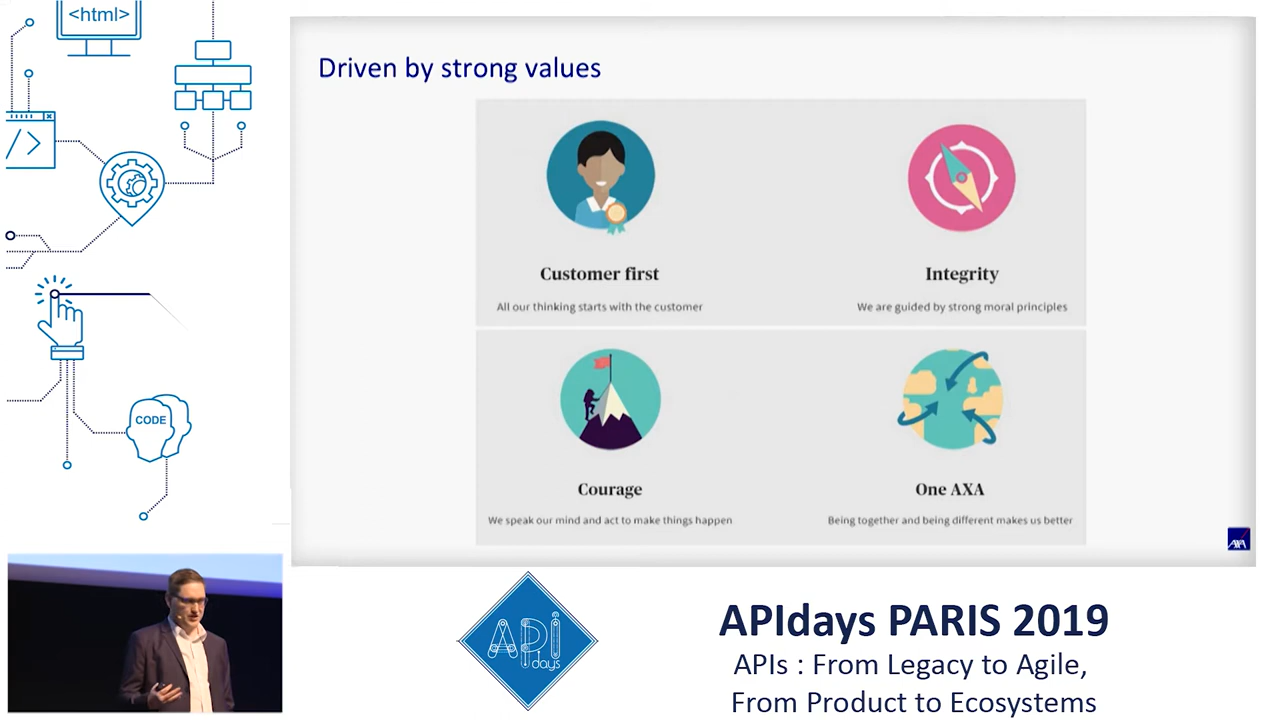 <html>
Driven by strong values
</>
Customer first
Integrity
All our thinking starts with the customer
We are guided by strong moral principles
CODE
Courage
One AXA
We speak our mind and act to make things happen
Being together and being different makes us better
AXA
API
days
APIdays PARIS 2019
APIs : From Legacy to Agile,
From Product to Ecosystems